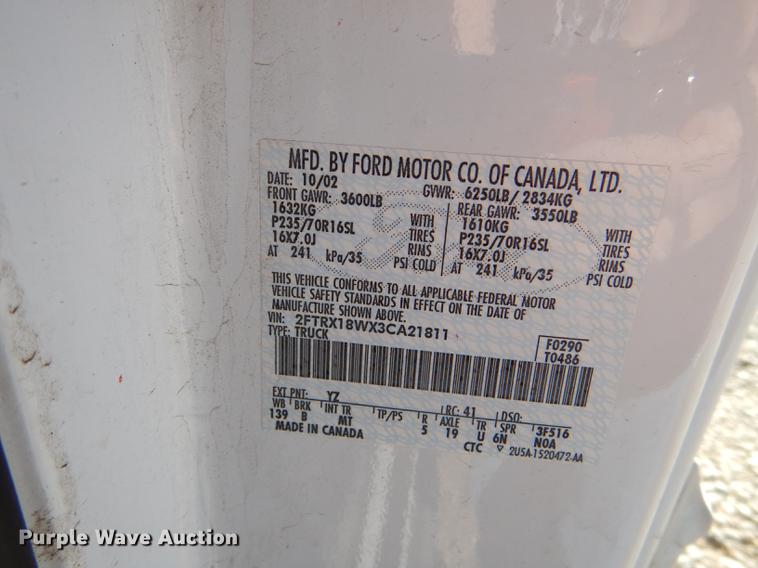 MFD. BY FORD MOTOR CO. OF CANADA, LTD.
DATE: 10/02 GVWR: 6250LB/ 2834KG
FRONT GAWR: 3600LB REAR GAWR: 3550LB
1632KG WITH 1610KG WITH
P235/70R16SL TIRES P235/70R16SL TIRES
16X7.0J RIMS 16X7.0J RIMS
AT 241 kPa/35 PSI COLD AT 241 kPa/35 PSI COLD
THIS VEHICLE CONFORMS TO ALL APPLICABLE FEDERAL MOTOR
VEHICLE SAFETY STANDARDS IN EFFECT ON THE DATE OF
MANUFACTURE SHOWN ABOVE.
VIN: 2FTRX18WX3CA21811 F0290
TYPE: TRUCK T0486
EXT PNT: YZ RC: 41 DSO:
WB BRK INT TR TP/PS R AXLE TR SPR 3F516
139 B MT 5 19 U 6N N0A
MADE IN CANADA CTC ▽ 2U5A-1520472-AA
Purple Wave Auction